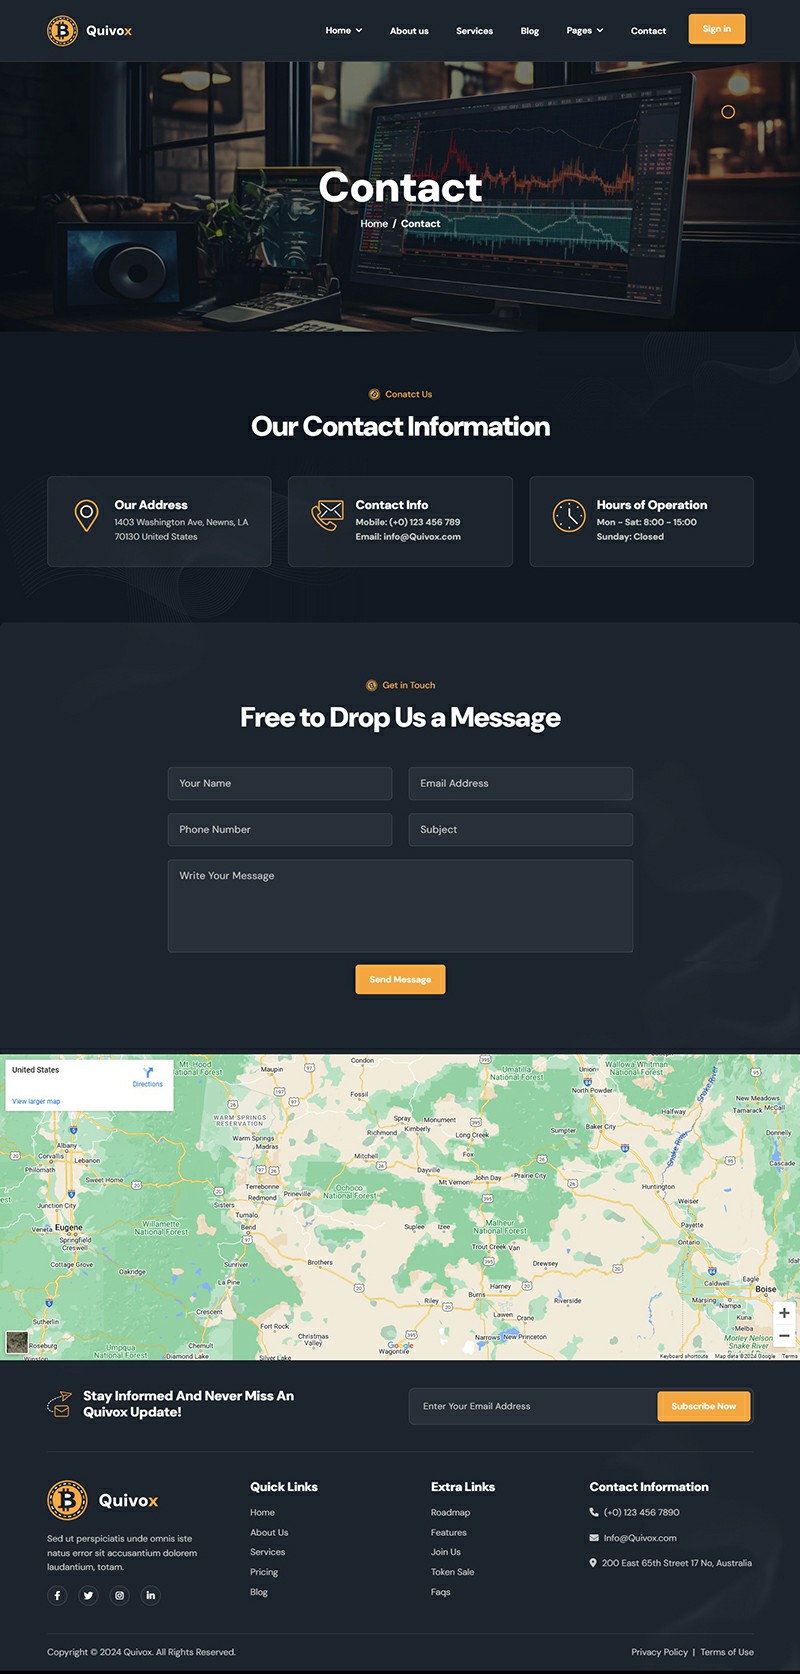 Quivox
Home
About us
Services
Blog
Pages
Contact
Sign in
Contact
Home / Contact
Conatct Us
Our Contact Information
Our Address
1403 Washington Ave, Newns, LA
70130 United States
Contact Info
Mobile: (+0) 123 456 789
Email: info@Quivox.com
Hours of Operation
Mon - Sat: 8:00 - 15:00
Sunday: Closed
Get in Touch
Free to Drop Us a Message
Your Name
Email Address
Phone Number
Subject
Write Your Message
Send Message
United States
Directions
View larger map
Mt. Hood
National Forest
Maupin
Condon
Fossil
Umatilla
National Forest
Union
Wallowa-Whitman
National Forest
North Powder
Snake River
New Meadows
Tamarack
McCall
Halfway
WARM SPRINGS
RESERVATION
Warm Springs
Madras
Spray
Monument
Richmond
Kimberly
Long Creek
Sumpter
Baker City
Donnelly
Albany
Corvallis
Lebanon
Philomath
Mitchell
Fox
Dayville
Mt Vernon
John Day
Prairie City
Snake River
Cascade
Sweet Home
Terrebonne
Redmond
Prineville
Ochoco
National Forest
Huntington
Junction City
Sisters
Tumalo
Bend
Weiser
Willamette
National Forest
Veneta
Eugene
Springfield
Creswell
Suplee
Izee
Malheur
National Forest
Payette
Trout Creek
Van
Ontario
Cottage Grove
Oakridge
Sunriver
Brothers
Drewsey
La Pine
Harney
Burns
Caldwell
Eagle
Boise
Crescent
Riley
Riverside
Marsing
Nampa
Sutherlin
Lawen
Crane
Kuna
Melba
Fort Rock
Christmas
Valley
Roseburg
Winston
Umpqua
National Forest
Chemult
Diamond Lake
Silver Lake
Wagontire
Google
Narrows
New Princeton
Morley Nelson
Snake River
Keyboard shortcuts
Map data ©2024 Google
Terms
Stay Informed And Never Miss An
Quivox Update!
Enter Your Email Address
Subscribe Now
Quivox
Sed ut perspiciatis unde omnis iste
natus error sit accusantium dolorem
laudantium, totam.
Quick Links
Home
About Us
Services
Pricing
Blog
Extra Links
Roadmap
Features
Join Us
Token Sale
Faqs
Contact Information
(+0) 123 456 7890
Info@Quivox.com
200 East 65th Street 17 No, Australia
Copyright © 2024 Quivox. All Rights Reserved.
Privacy Policy | Terms of Use